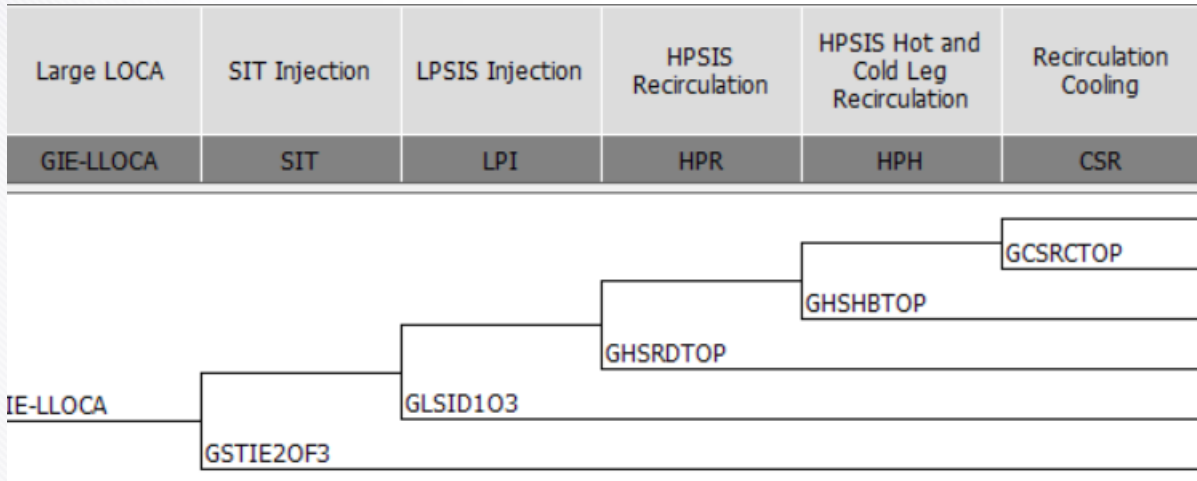 Large LOCA
SIT Injection
LPSIS Injection
HPSIS
Recirculation
HPSIS Hot and
Cold Leg
Recirculation
Recirculation
Cooling
GIE-LLOCA
SIT
LPI
HPR
HPH
CSR
GCSRCTOP
GHSHBTOP
GHSRDTOP
GLSID1O3
IE-LLOCA
GSTIE2OF3